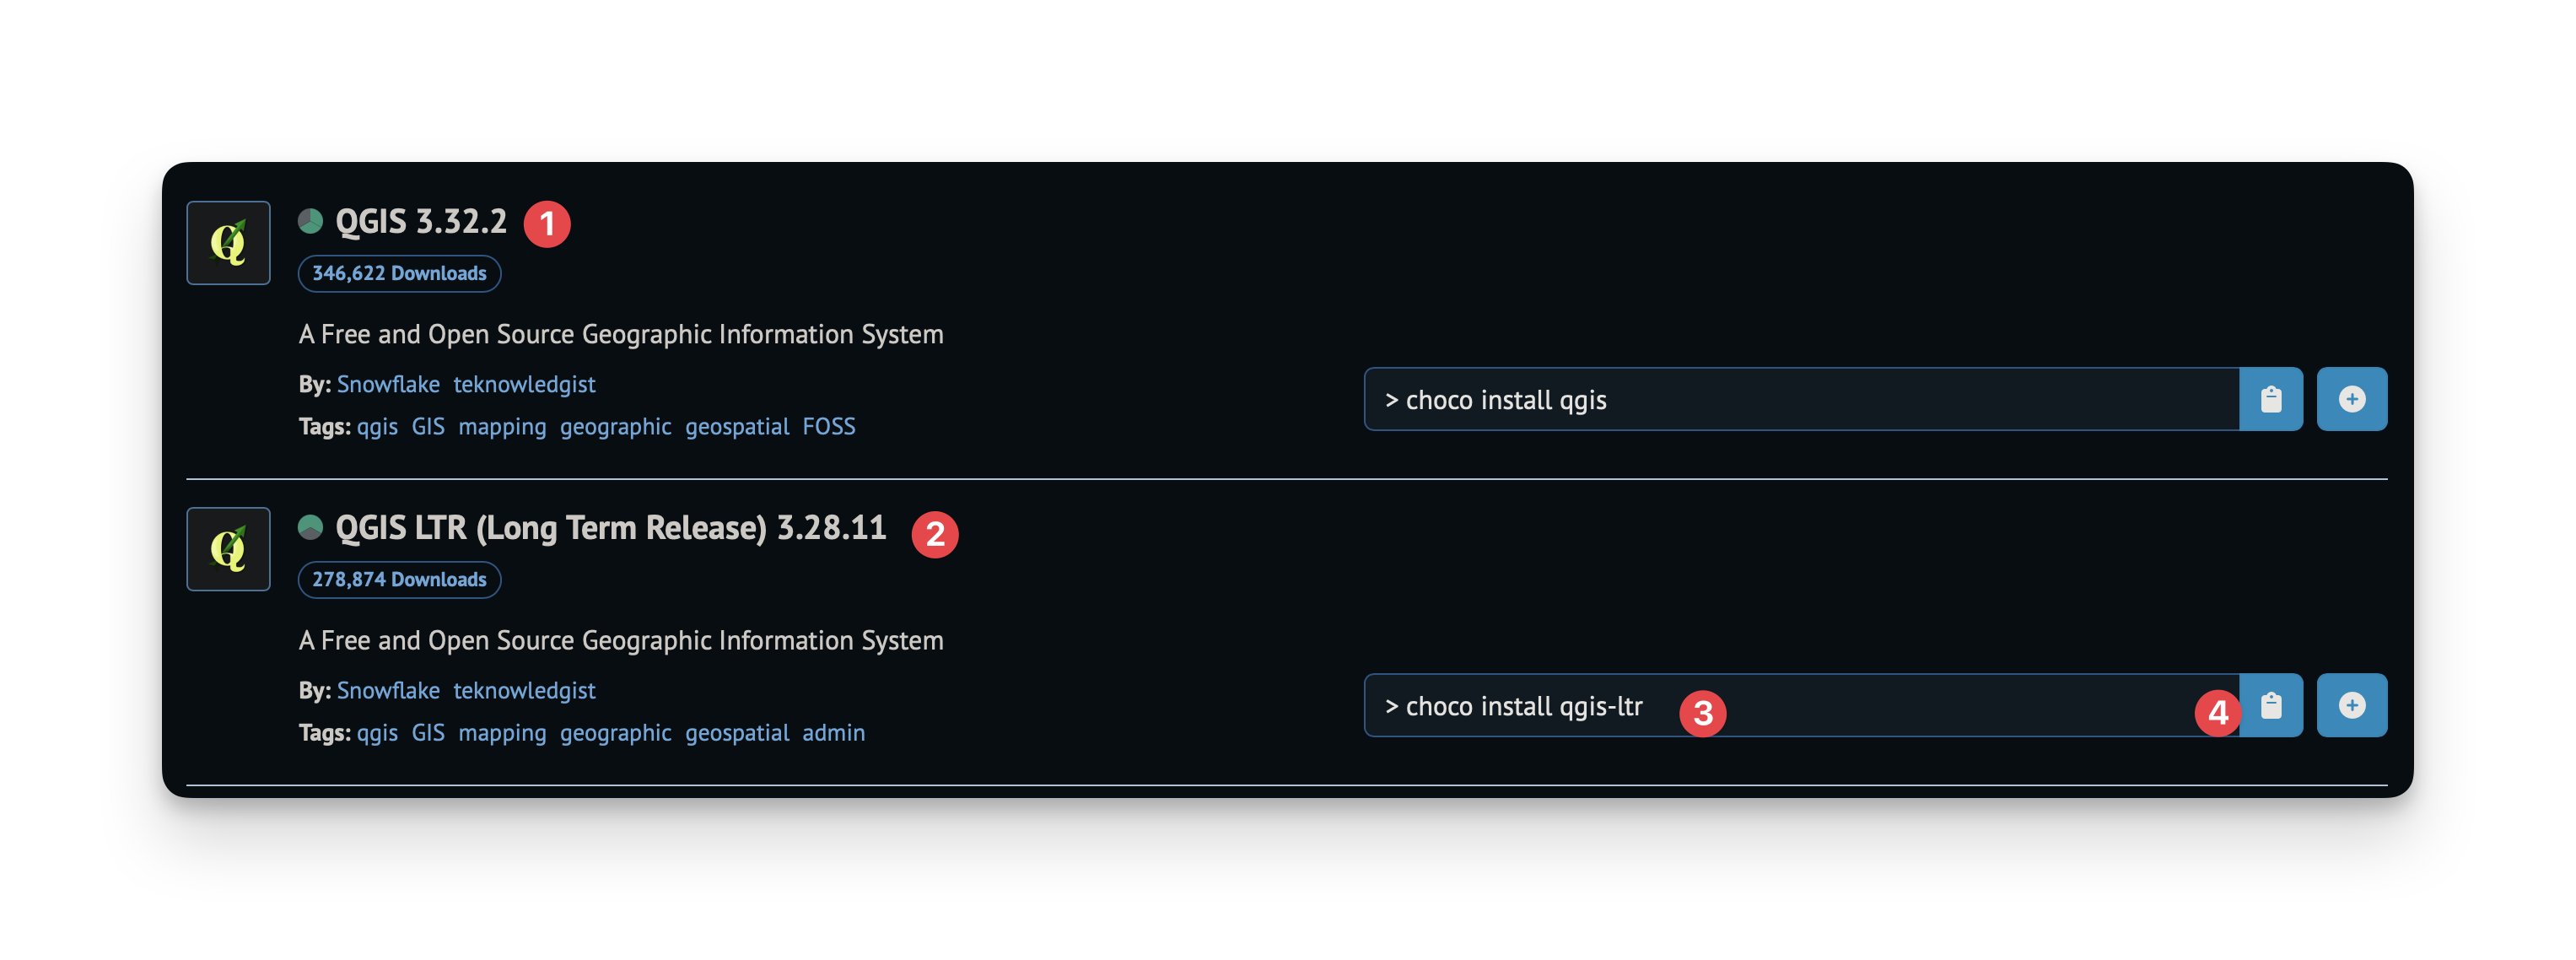 QGIS 3.32.2 1
346,622 Downloads
A Free and Open Source Geographic Information System
By: Snowflake teknowledgist
> choco install qgis
Tags: qgis GIS mapping geographic geospatial FOSS
QGIS LTR (Long Term Release) 3.28.11 2
278,874 Downloads
A Free and Open Source Geographic Information System
By: Snowflake teknowledgist
> choco install qgis-ltr 3 4
Tags: qgis GIS mapping geographic geospatial admin